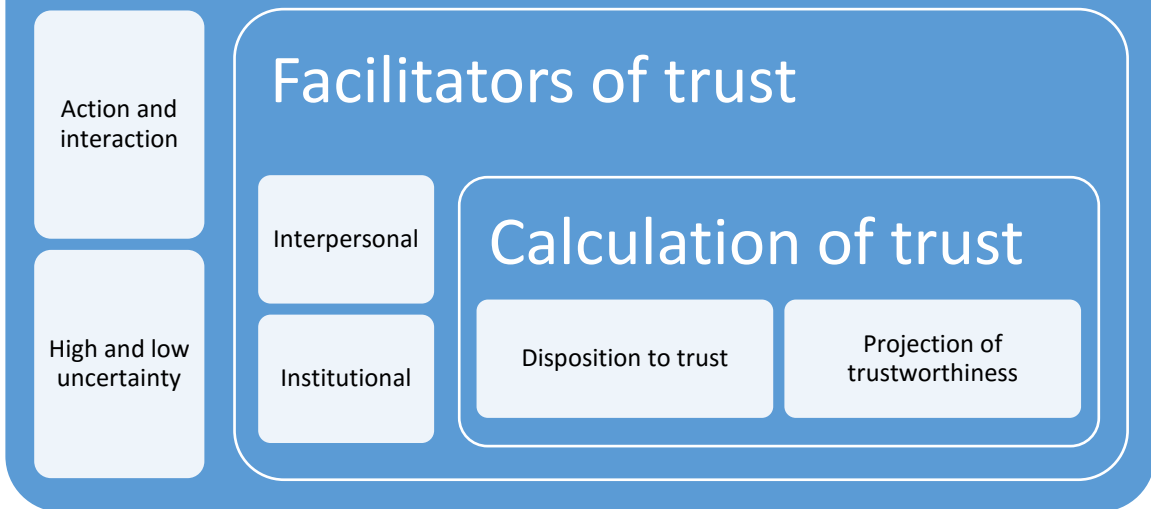 Action and
interaction
High and low
uncertainty
Facilitators of trust
Interpersonal
Institutional
Calculation of trust
Disposition to trust
Projection of
trustworthiness